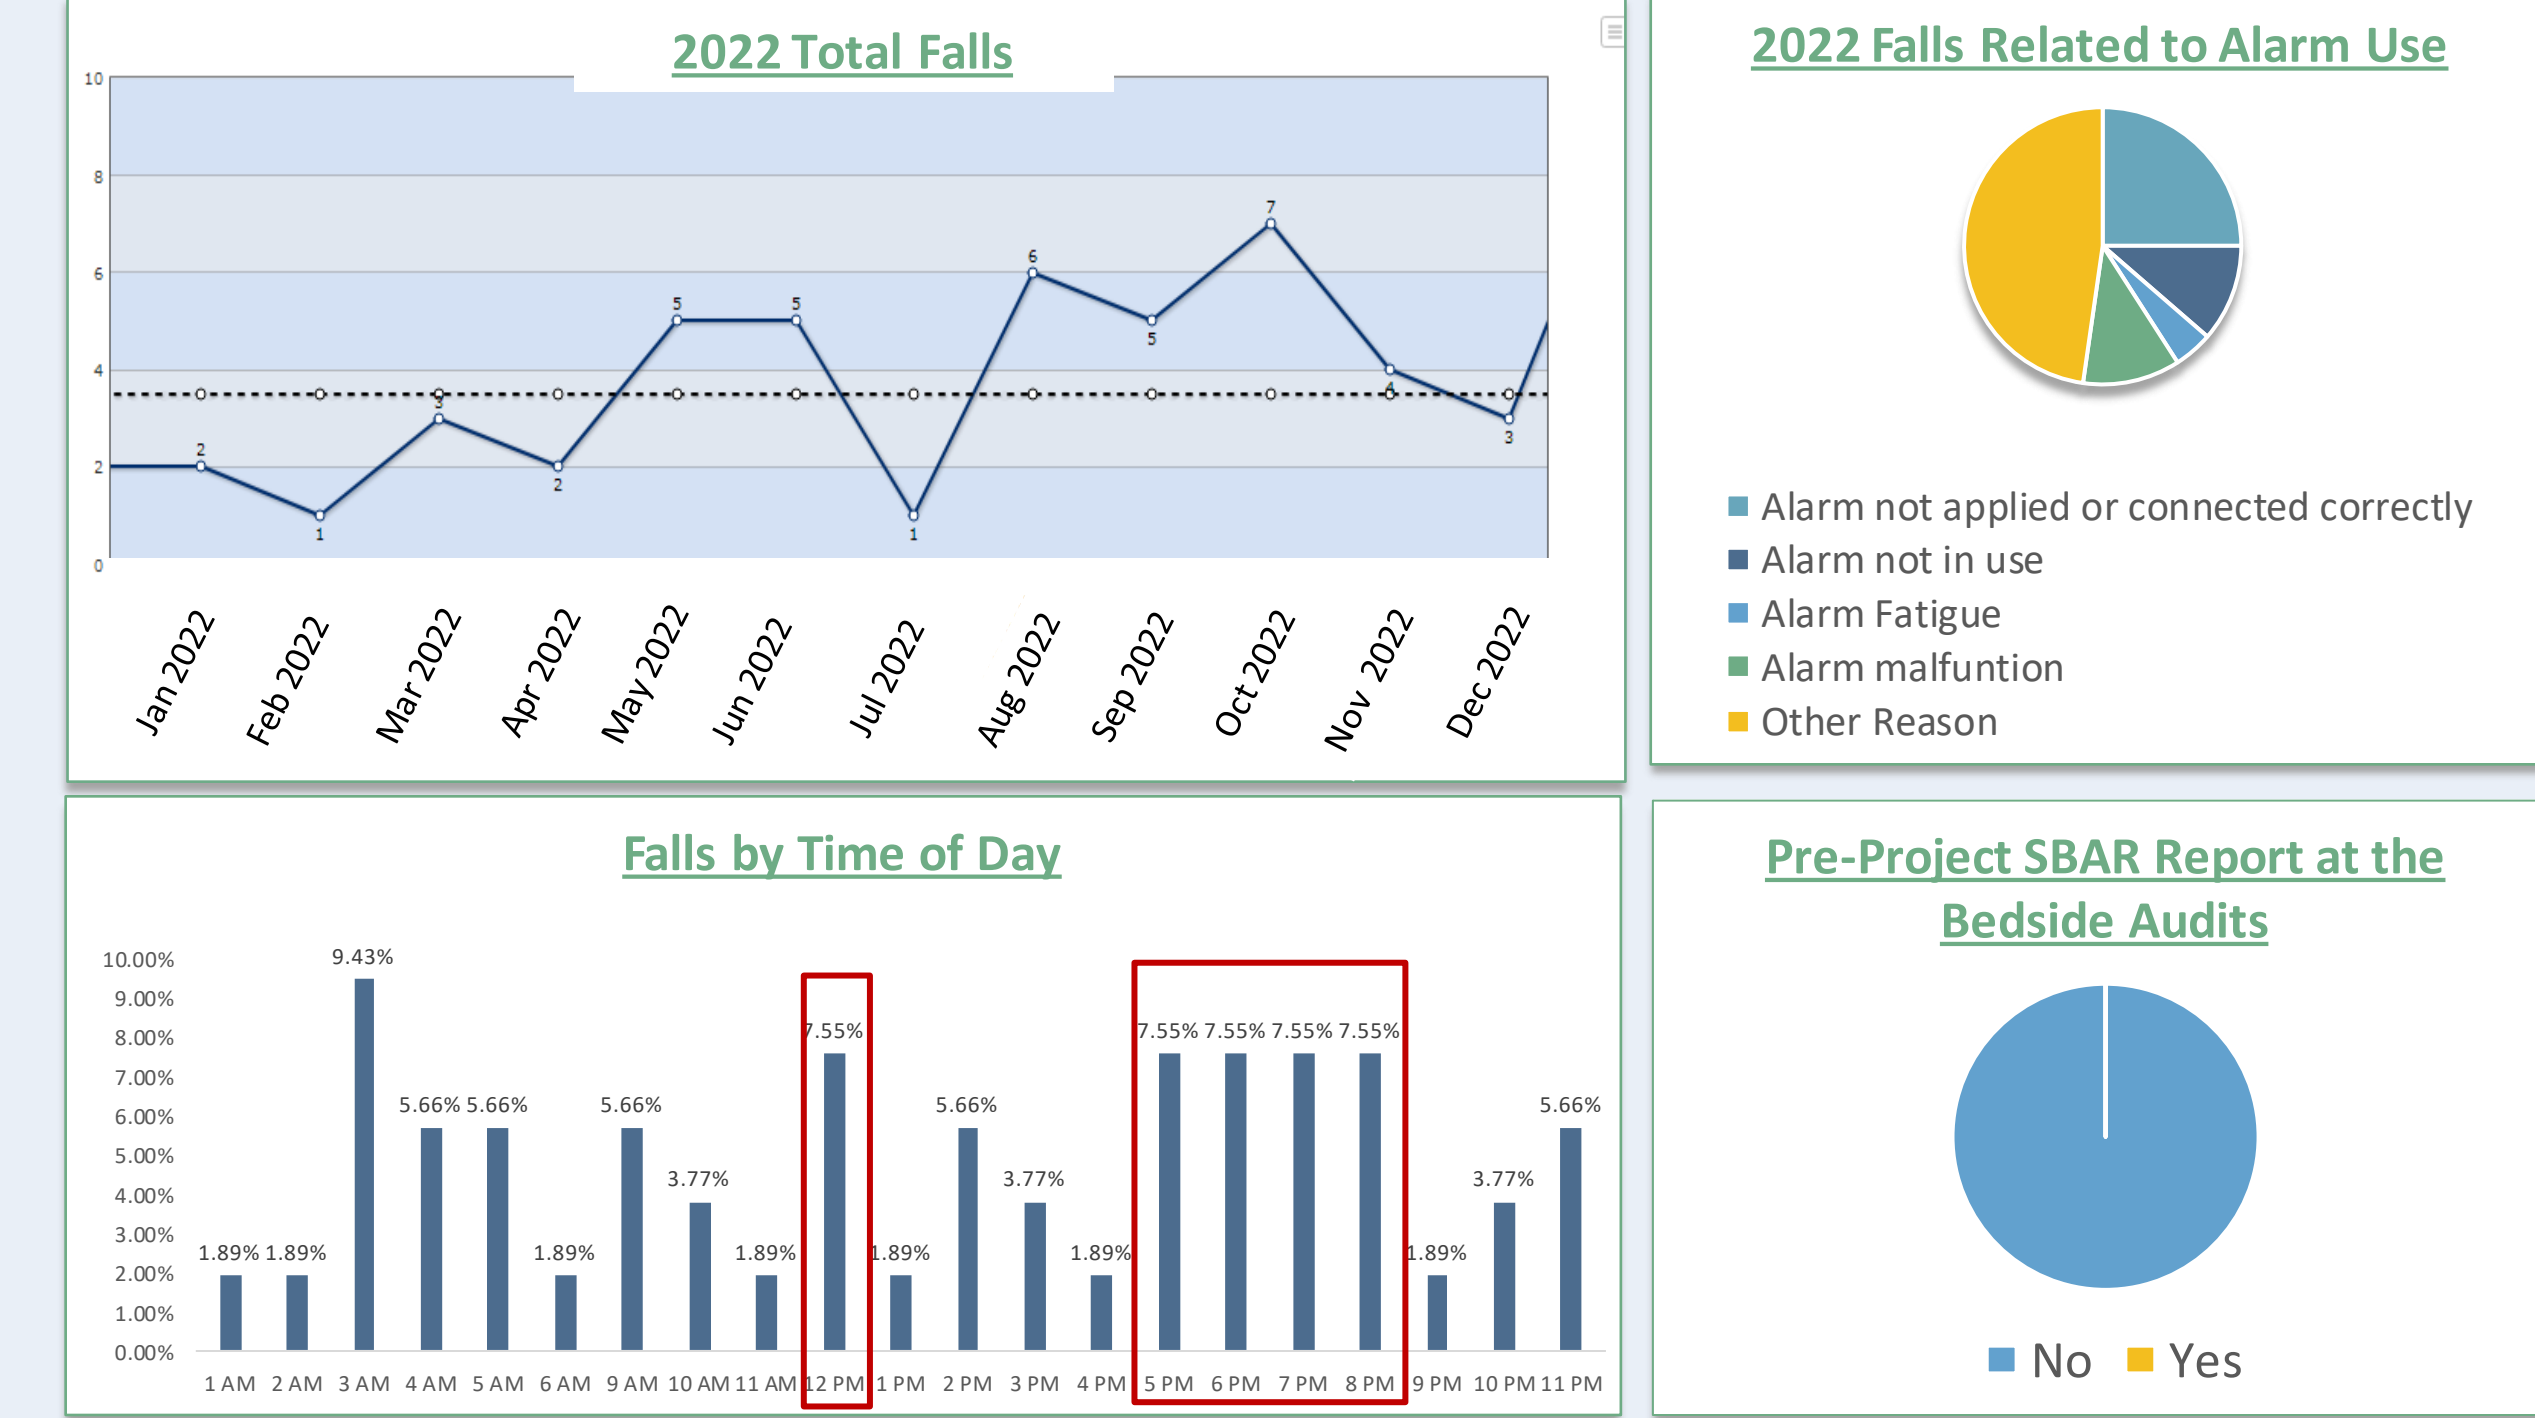 2022 Total Falls
10
8
6
4
2
0
2
1
3
2
5
5
1
6
5
7
4
3
Jan 2022
Feb 2022
Mar 2022
Apr 2022
May 2022
Jun 2022
Jul 2022
Aug 2022
Sep 2022
Oct 2022
Nov 2022
Dec 2022
2022 Falls Related to Alarm Use
Alarm not applied or connected correctly
Alarm not in use
Alarm Fatigue
Alarm malfuntion
Other Reason
Falls by Time of Day
10.00%
9.00%
8.00%
7.00%
6.00%
5.00%
4.00%
3.00%
2.00%
1.00%
0.00%
1.89% 1.89% 9.43% 5.66% 5.66% 1.89% 5.66% 3.77% 1.89% 7.55% 1.89% 5.66% 3.77% 1.89% 7.55% 7.55% 7.55% 7.55% 1.89% 3.77% 5.66%
1 AM 2 AM 3 AM 4 AM 5 AM 6 AM 9 AM 10 AM 11 AM 12 PM 1 PM 2 PM 3 PM 4 PM 5 PM 6 PM 7 PM 8 PM 9 PM 10 PM 11 PM
Pre-Project SBAR Report at the
Bedside Audits
No Yes